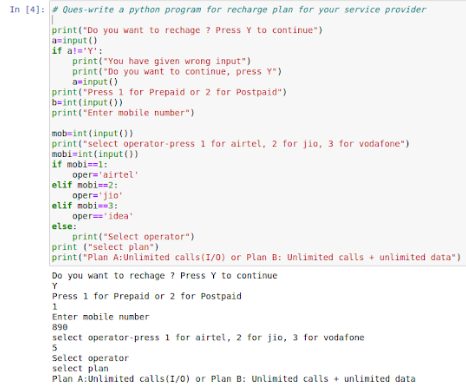 In [4]: # Ques-write a python program for recharge plan for your service provider
print("Do you want to rechage ? Press Y to continue")
a=input()
if a!='Y':
print("You have given wrong input")
print("Do you want to continue, press Y")
a=input()
print("Press 1 for Prepaid or 2 for Postpaid")
b=int(input())
print("Enter mobile number")
mob=int(input())
print("select operator-press 1 for airtel, 2 for jio, 3 for vodafone")
mobi=int(input())
if mobi==1:
oper='airtel'
elif mobi==2:
oper='jio'
elif mobi==3:
oper=='idea'
else:
print("Select operator")
print ("select plan")
print("Plan A:Unlimited calls(I/O) or Plan B: Unlimited calls + unlimited data")
Do you want to rechage ? Press Y to continue
Y
Press 1 for Prepaid or 2 for Postpaid
1
Enter mobile number
890
select operator-press 1 for airtel, 2 for jio, 3 for vodafone
5
Select operator
select plan
Plan A:Unlimited calls(I/O) or Plan B: Unlimited calls + unlimited data